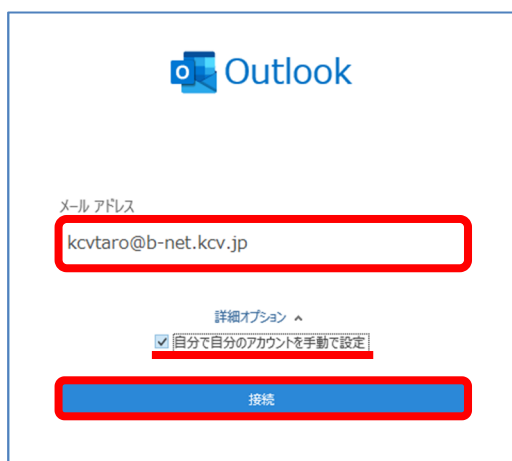 Outlook
メール アドレス
kcvtaro@b-net.kcv.jp
詳細オプション
自分で自分のアカウントを手動で設定
接続